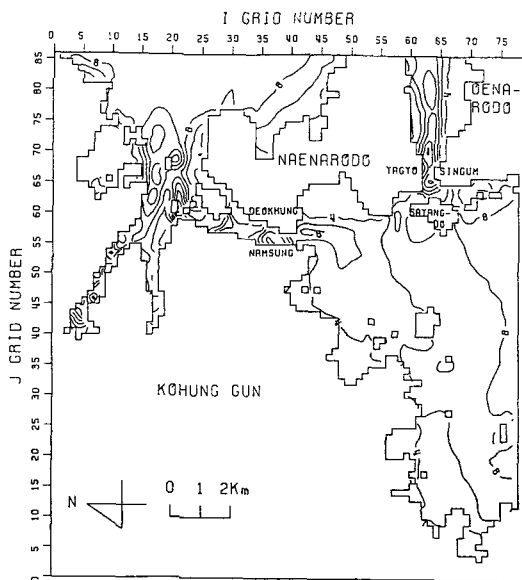 I GRID NUMBER
0 5 10 15 20 25 30 35 40 45 50 55 60 65 70 75
J GRID NUMBER
85
80
75
70
65
60
55
50
45
40
35
30
25
20
15
10
5
0
8
8
8
OENA-
RODO
NAENARODO
YAGYO SINGUM
DEOKHUNG
4
SAYANG-
DO
8
8
NAMSUNG
8
KOHUNG GUN
8
N
0 1 2Km